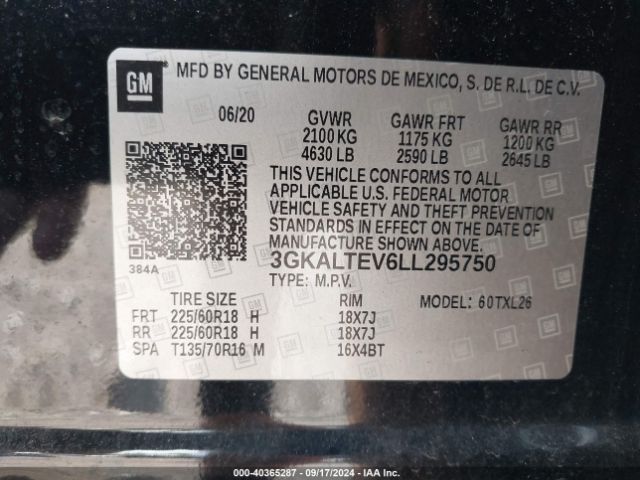 GM
MFD BY GENERAL MOTORS DE MEXICO, S. DE R.L. DE C.V.
06/20 GVWR GAWR FRT GAWR RR
2100 KG 1175 KG 1200 KG
4630 LB 2590 LB 2645 LB
THIS VEHICLE CONFORMS TO ALL
APPLICABLE U.S. FEDERAL MOTOR
VEHICLE SAFETY AND THEFT PREVENTION
STANDARDS IN EFFECT ON THE DATE OF
MANUFACTURE SHOWN ABOVE.
384A
3GKALTEV6LL295750
TYPE: M.P.V.
TIRE SIZE RIM MODEL: 60TXL26
FRT 225/60R18 H 18X7J
RR 225/60R18 H 18X7J
SPA T135/70R16 M 16X4BT
000-40365287 - 09/17/2024 - IAA Inc.